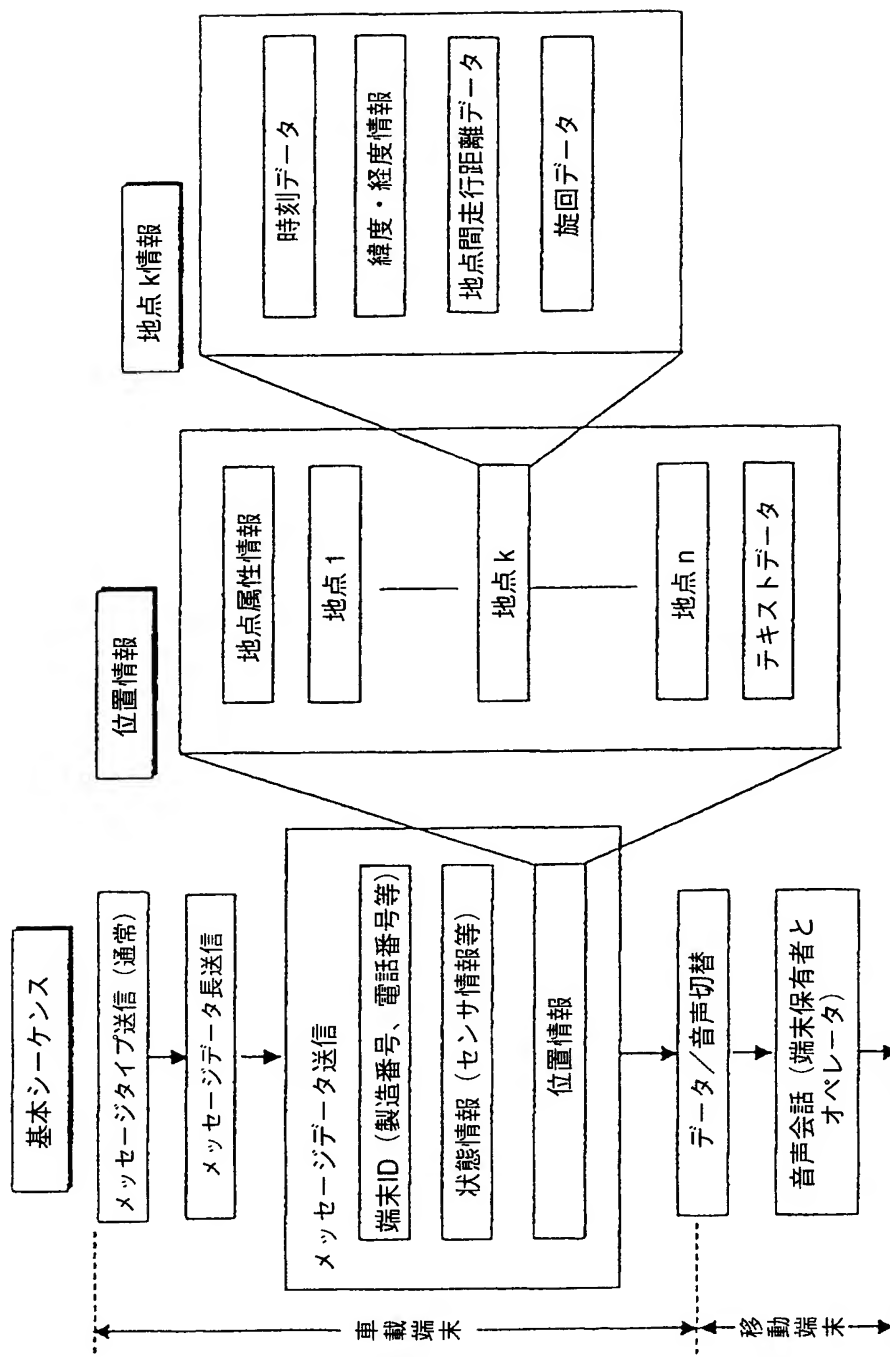 基本シーケンス
メッセージタイプ送信（通常）
メッセージデータ長送信
メッセージデータ送信
端末ID（製造番号、電話番号等）
状態情報（センサ情報等）
位置情報
データ／音声切替
音声会話（端末保有者と
オペレータ）
車載端末
移動端末
位置情報
地点属性情報
地点 1
地点 k
地点 n
テキストデータ
地点 k情報
時刻データ
緯度・経度情報
地点間走行距離データ
旋回データ